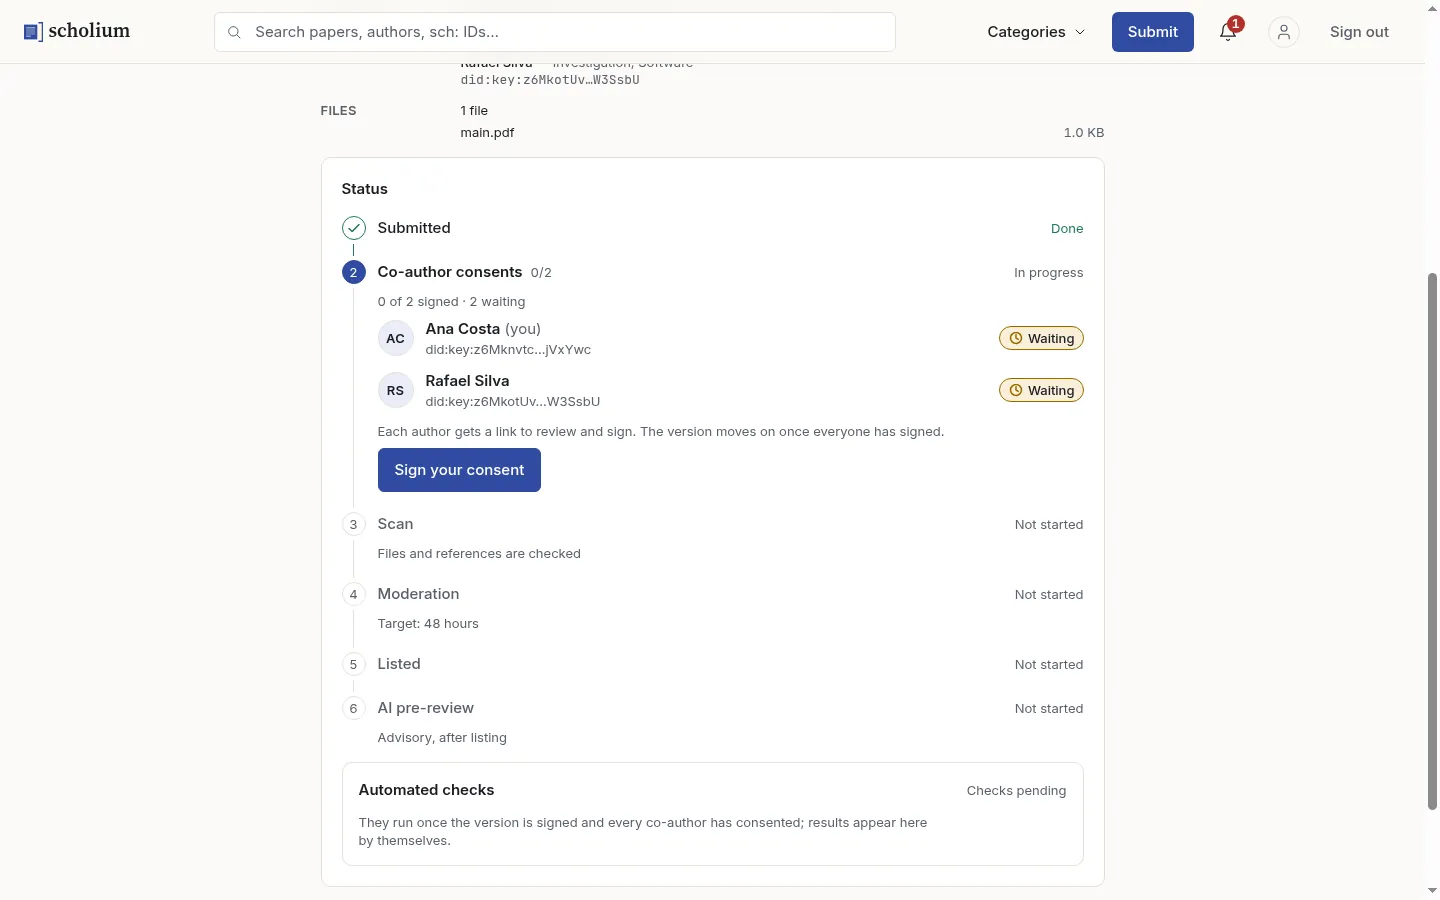 scholium
Search papers, authors, sch: IDs...
Categories
Submit
1
Sign out
Rafael Silva — Investigation, Software
did:key:z6MkotUv…W3SsbU
FILES
1 file
main.pdf
1.0 KB
Status
Submitted
Done
2
Co-author consents 0/2
In progress
0 of 2 signed · 2 waiting
AC
Ana Costa (you)
did:key:z6Mknvtc...jVxYwc
Waiting
RS
Rafael Silva
did:key:z6MkotUv...W3SsbU
Waiting
Each author gets a link to review and sign. The version moves on once everyone has signed.
Sign your consent
3
Scan
Not started
Files and references are checked
4
Moderation
Not started
Target: 48 hours
5
Listed
Not started
6
AI pre-review
Not started
Advisory, after listing
Automated checks
Checks pending
They run once the version is signed and every co-author has consented; results appear here
by themselves.